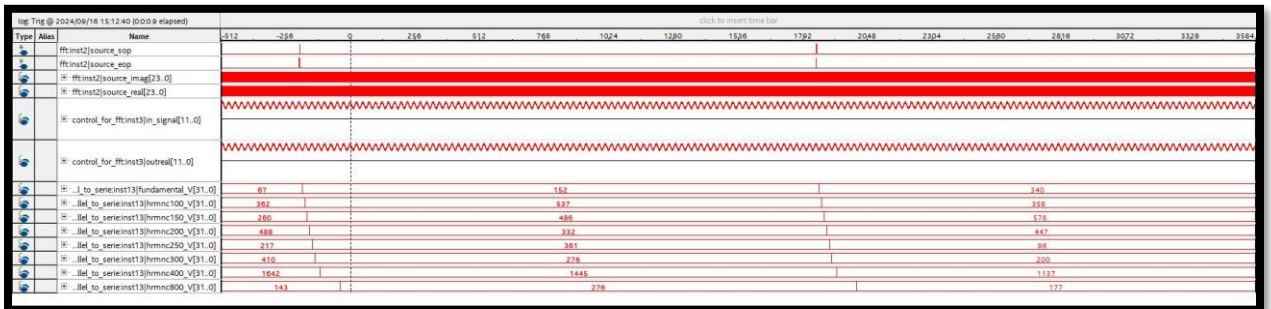 log: Trig @ 2024/09/16 15:12:40 (0:0:0.9 elapsed) click to insert time bar
Type Alias Name -512 -256 0 256 512 768 1024 1280 1536 1792 2048 2304 2560 2816 3072 3328 3584
fft:inst2|source_sop
fft:inst2|source_eop
fft:inst2|source_imag[23..0]
fft:inst2|source_real[23..0]
control_for_fft:inst3|in_signal[11..0]
control_for_fft:inst3|outreal[11..0]
...l_to_serie:inst13|fundamental_V[31..0] 67 152 240
...llel_to_serie:inst13|hrmnc100_V[31..0] 362 537 358
...llel_to_serie:inst13|hrmnc150_V[31..0] 260 486 578
...llel_to_serie:inst13|hrmnc200_V[31..0] 488 332 447
...llel_to_serie:inst13|hrmnc250_V[31..0] 217 361 86
...llel_to_serie:inst13|hrmnc300_V[31..0] 410 276 200
...llel_to_serie:inst13|hrmnc400_V[31..0] 1642 1445 1137
...llel_to_serie:inst13|hrmnc800_V[31..0] 143 276 177